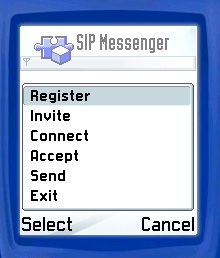 SIP Messenger
Register
Invite
Connect
Accept
Send
Exit
Select Cancel